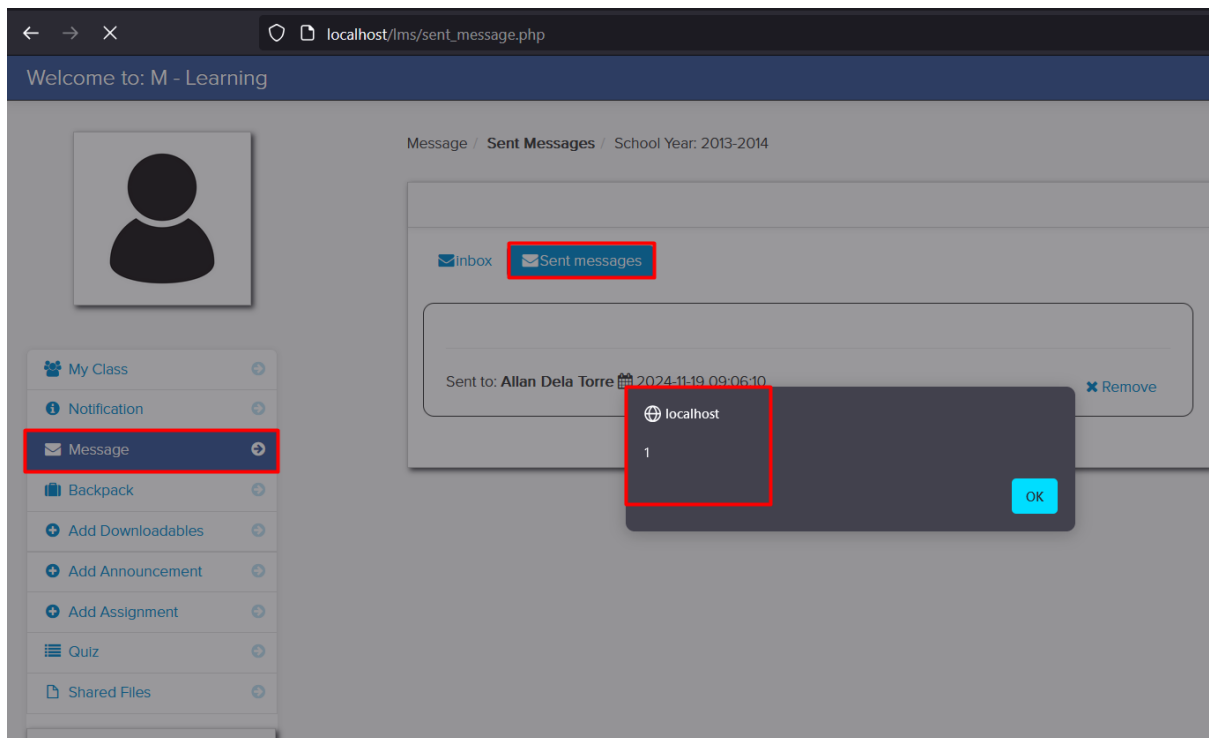 localhost/lms/sent_message.php
Welcome to: M - Learning
Message / Sent Messages / School Year: 2013-2014
inbox
Sent messages
Sent to: Allan Dela Torre 2024-11-19 09:06:10
Remove
localhost
1
OK
My Class
Notification
Message
Backpack
Add Downloadables
Add Announcement
Add Assignment
Quiz
Shared Files